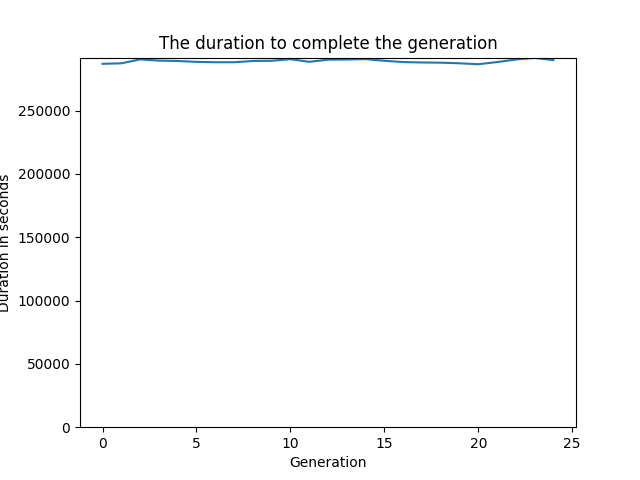 The duration to complete the generation
Duration in seconds
250000
200000
150000
100000
50000
0
0 5 10 15 20 25
Generation